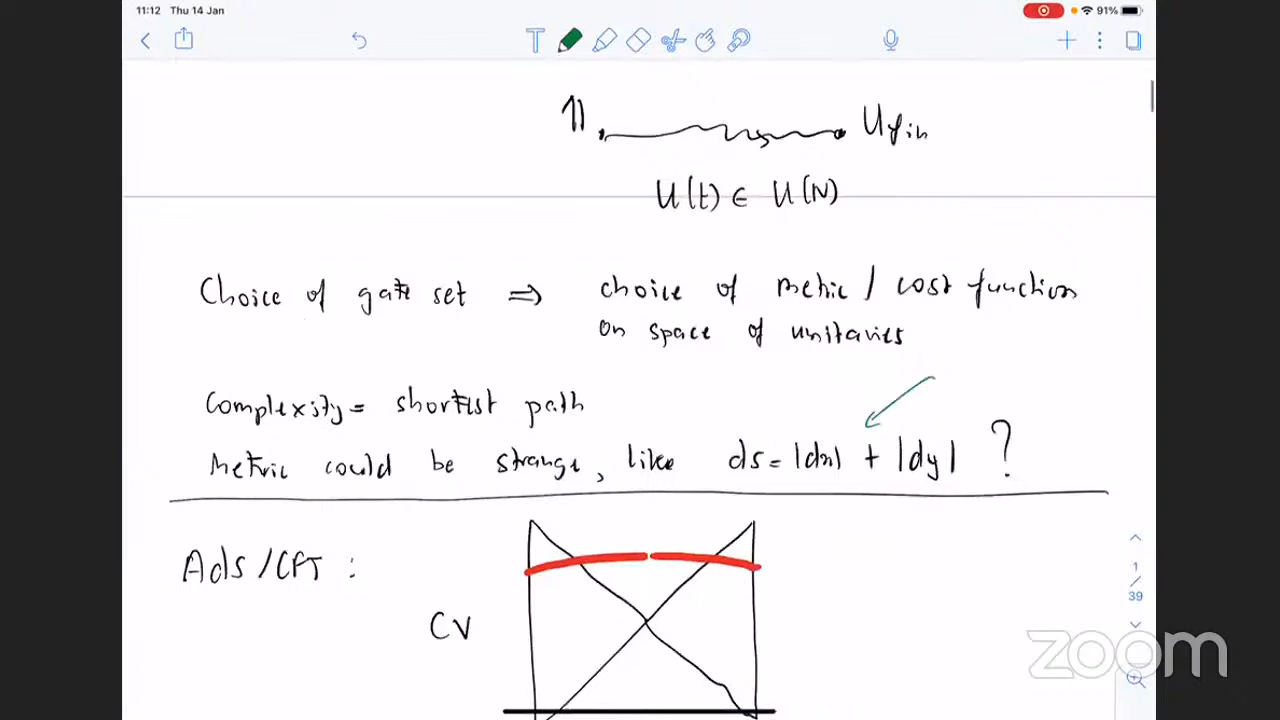 11:12 Thu 14 Jan
91%
T
𝟙 U fin
U(t) ∈ U(N)
Choice of gate set ⇒ choice of metric / cost function
on space of unitaries
Complexity = shortest path
Metric could be strange, like ds = |dx| + |dy| ?
AdS/CFT :
CV
1
/
39
zoom